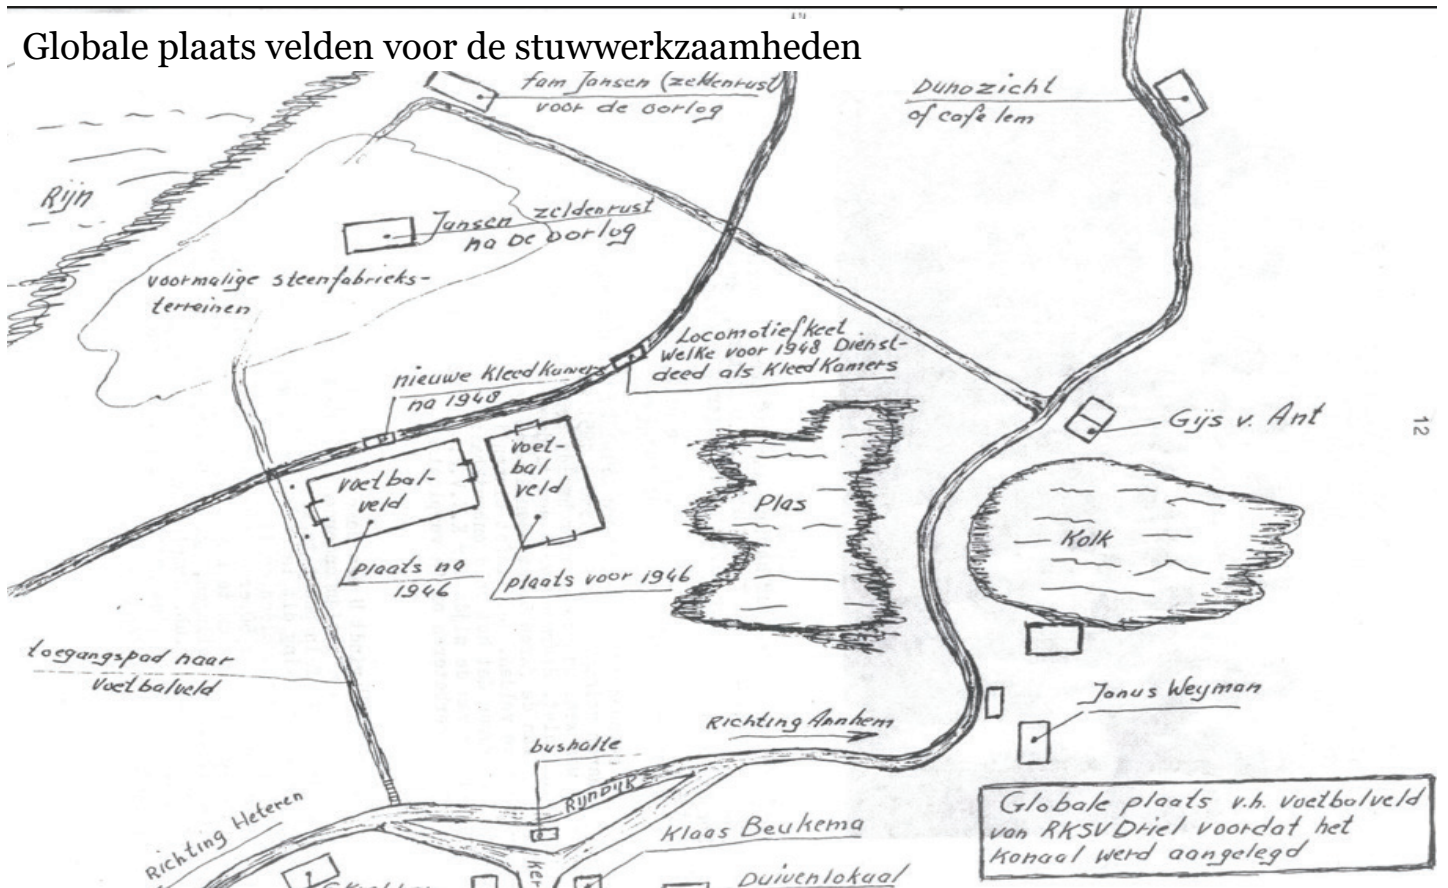 Globale plaats velden voor de stuwwerkzaamheden
fam Jansen (zeldenrust)
voor de oorlog
Dunozicht
of cafe lem
Rijn
Jansen zeldenrust
na De oorlog
voormalige steenfabrieks-
terreinen
Locomotiefkeet
welke voor 1948 Dienst-
deed als KleedKamers
nieuwe KleedKamers
na 1948
Gijs v. Ant
12
voetbal-
veld
voet-
bal
veld
Plas
Kolk
plaats na
1946
plaats voor 1946
toegangspad naar
voetbalveld
Janus Weyman
Richting Arnhem
bushalte
RijnDijk
Richting Heteren
Klaas Beukema
Globale plaats v.h. voetbalveld
van RKSV Driel voordat het
Kanaal werd aangelegd
Duivenlokaal